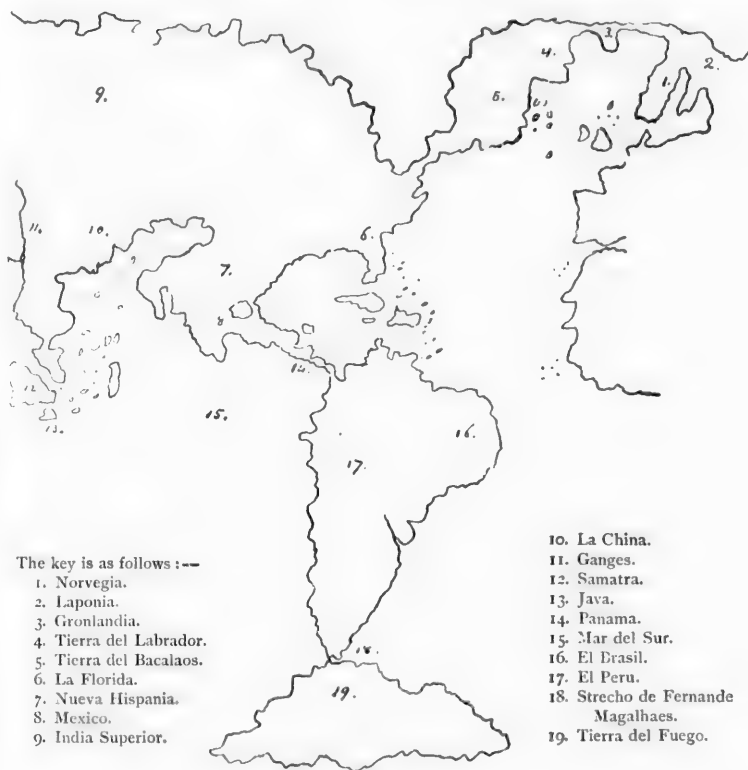 3.
4.
2.
1.
9.
5.
11.
10.
6.
7.
8
14.
12
13.
15.
16.
17.
18.
19.
The key is as follows :--
1. Norvegia.
2. Laponia.
3. Gronlandia.
4. Tierra del Labrador.
5. Tierra del Bacalaos.
6. La Florida.
7. Nueva Hispania.
8. Mexico.
9. India Superior.
10. La China.
11. Ganges.
12. Samatra.
13. Java.
14. Panama.
15. Mar del Sur.
16. El Brasil.
17. El Peru.
18. Strecho de Fernande
Magalhaes.
19. Tierra del Fuego.